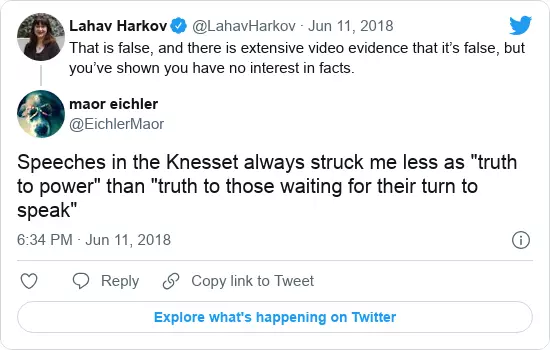 Lahav Harkov @LahavHarkov · Jun 11, 2018
That is false, and there is extensive video evidence that it’s false, but
you’ve shown you have no interest in facts.
maor eichler
@EichlerMaor
Speeches in the Knesset always struck me less as "truth
to power" than "truth to those waiting for their turn to
speak"
6:34 PM · Jun 11, 2018
Reply Copy link to Tweet
Explore what's happening on Twitter